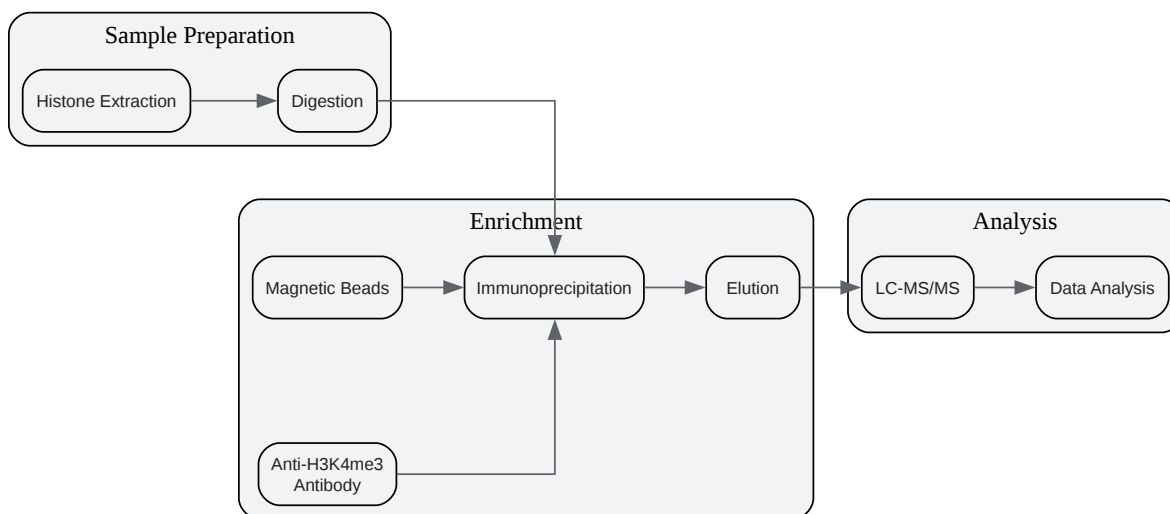 Sample Preparation
Histone Extraction
Digestion
Enrichment
Magnetic Beads
Immunoprecipitation
Elution
Anti-H3K4me3
Antibody
Analysis
LC-MS/MS
Data Analysis